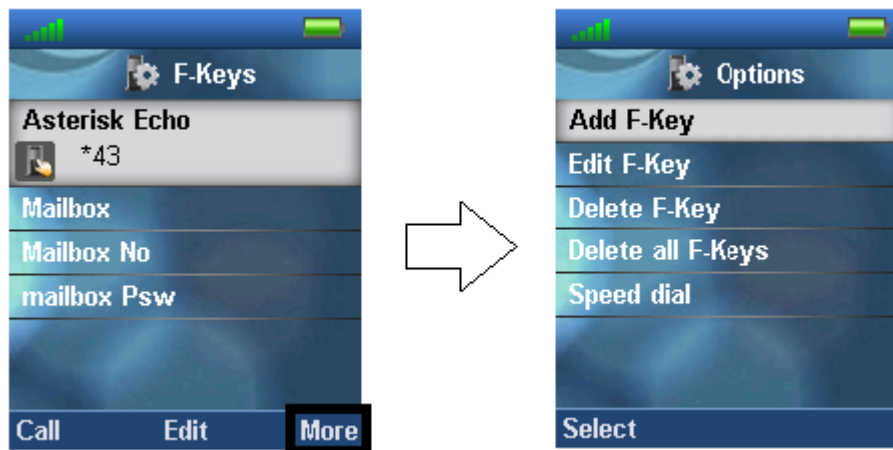 F-Keys
Asterisk Echo
*43
Mailbox
Mailbox No
mailbox Psw
Call Edit More
Options
Add F-Key
Edit F-Key
Delete F-Key
Delete all F-Keys
Speed dial
Select